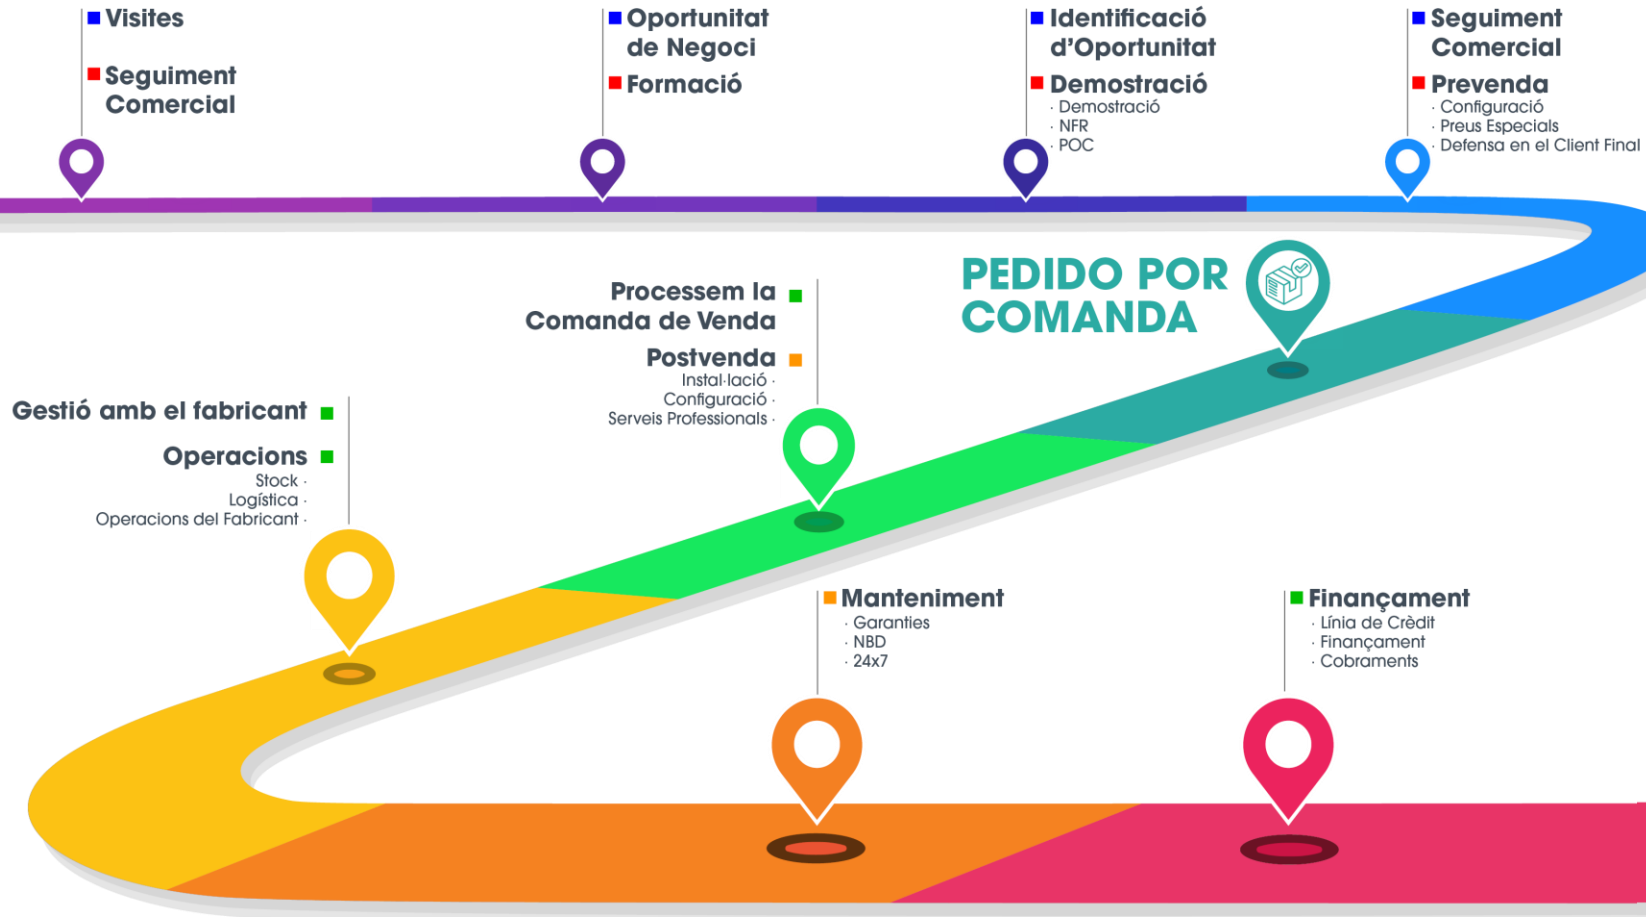 Visites
Seguiment
Comercial
Oportunitat
de Negoci
Formació
Identificació
d’Oportunitat
Demostració
· Demostració
· NFR
· POC
Seguiment
Comercial
Prevenda
· Configuració
· Preus Especials
· Defensa en el Client Final
PEDIDO POR
COMANDA
Processem la
Comanda de Venda
Postvenda
Instal·lació ·
Configuració ·
Serveis Professionals ·
Gestió amb el fabricant
Operacions
Stock ·
Logística ·
Operacions del Fabricant ·
Manteniment
· Garanties
· NBD
· 24x7
Finançament
· Línia de Crèdit
· Finançament
· Cobraments